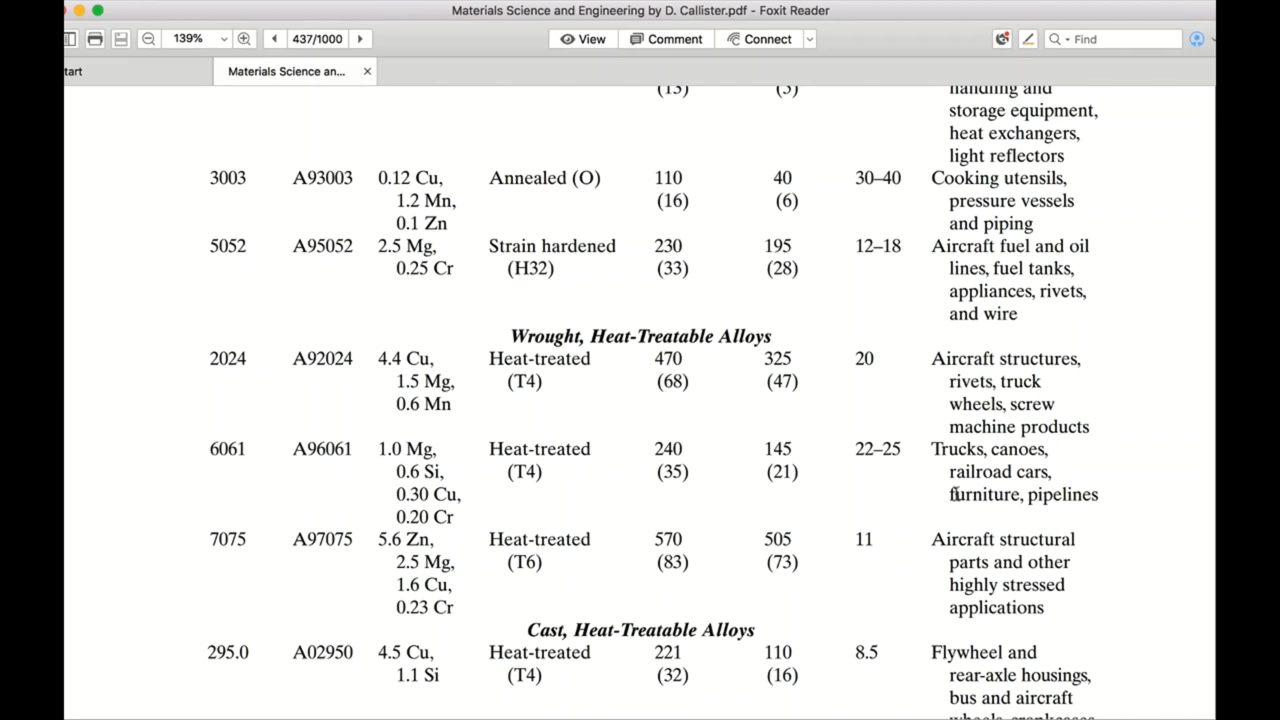 Materials Science and Engineering by D. Callister.pdf - Foxit Reader
139% 437/1000 View Comment Connect Find
tart Materials Science an... ×
(13) (5) handling and
storage equipment,
heat exchangers,
light reflectors
3003 A93003 0.12 Cu, Annealed (O) 110 40 30–40 Cooking utensils,
1.2 Mn, (16) (6) pressure vessels
0.1 Zn and piping
5052 A95052 2.5 Mg, Strain hardened 230 195 12–18 Aircraft fuel and oil
0.25 Cr (H32) (33) (28) lines, fuel tanks,
appliances, rivets,
and wire
Wrought, Heat-Treatable Alloys
2024 A92024 4.4 Cu, Heat-treated 470 325 20 Aircraft structures,
1.5 Mg, (T4) (68) (47) rivets, truck
0.6 Mn wheels, screw
machine products
6061 A96061 1.0 Mg, Heat-treated 240 145 22–25 Trucks, canoes,
0.6 Si, (T4) (35) (21) railroad cars,
0.30 Cu, furniture, pipelines
0.20 Cr
7075 A97075 5.6 Zn, Heat-treated 570 505 11 Aircraft structural
2.5 Mg, (T6) (83) (73) parts and other
1.6 Cu, highly stressed
0.23 Cr applications
Cast, Heat-Treatable Alloys
295.0 A02950 4.5 Cu, Heat-treated 221 110 8.5 Flywheel and
1.1 Si (T4) (32) (16) rear-axle housings,
bus and aircraft
wheels, crankcases